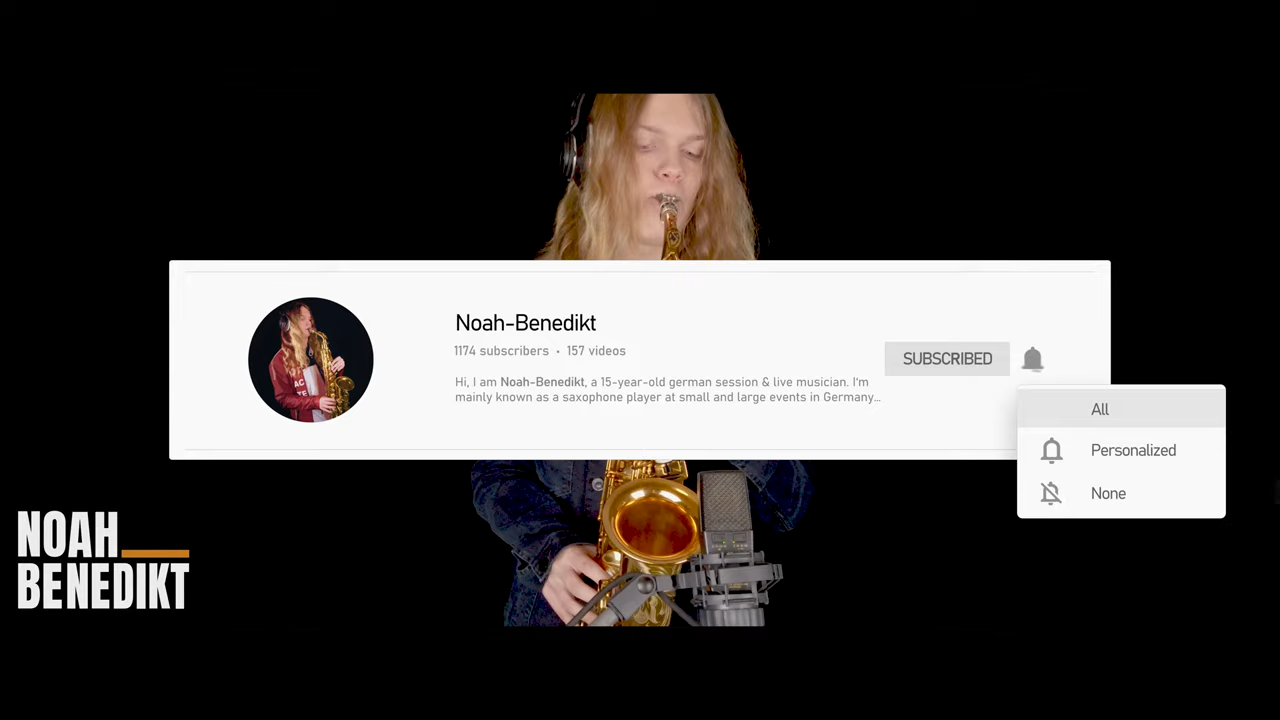 Noah-Benedikt
1174 subscribers • 157 videos
SUBSCRIBED
Hi, I am Noah-Benedikt, a 15-year-old german session & live musician. I'm
mainly known as a saxophone player at small and large events in Germany...
All
Personalized
None
NOAH
BENEDIKT